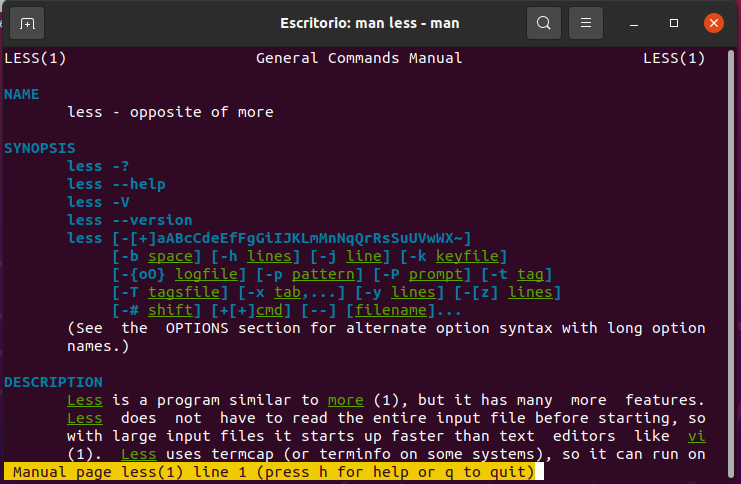 Escritorio: man less - man
LESS(1) General Commands Manual LESS(1)
NAME
less - opposite of more
SYNOPSIS
less -?
less --help
less -V
less --version
less [-[+]aABcCdeEfFgGiIJKLmMnNqQrRsSuUVwWX~]
[-b space] [-h lines] [-j line] [-k keyfile]
[-{oO} logfile] [-p pattern] [-P prompt] [-t tag]
[-T tagsfile] [-x tab,...] [-y lines] [-[z] lines]
[-# shift] [+[+]cmd] [--] [filename]...
(See the OPTIONS section for alternate option syntax with long option
names.)
DESCRIPTION
Less is a program similar to more (1), but it has many more features.
Less does not have to read the entire input file before starting, so
with large input files it starts up faster than text editors like vi
(1). Less uses termcap (or terminfo on some systems), so it can run on
Manual page less(1) line 1 (press h for help or q to quit)